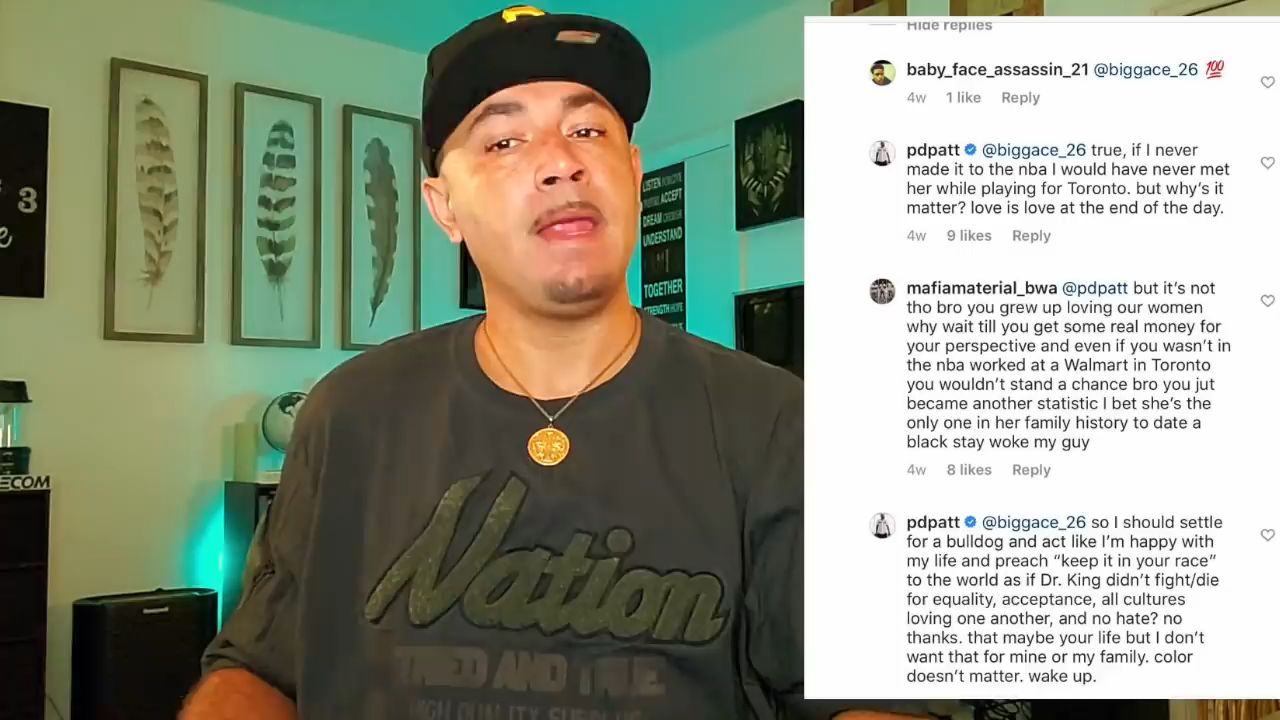 Hide replies
baby_face_assassin_21 @biggace_26 💯
4w 1 like Reply
pdpatt @biggace_26 true, if I never
made it to the nba I would have never met
her while playing for Toronto. but why's it
matter? love is love at the end of the day.
4w 9 likes Reply
mafiamaterial_bwa @pdpatt but it's not
tho bro you grew up loving our women
why wait till you get some real money for
your perspective and even if you wasn't in
the nba worked at a Walmart in Toronto
you wouldn't stand a chance bro you jut
became another statistic I bet she's the
only one in her family history to date a
black stay woke my guy
4w 8 likes Reply
pdpatt @biggace_26 so I should settle
for a bulldog and act like I'm happy with
my life and preach “keep it in your race”
to the world as if Dr. King didn't fight/die
for equality, acceptance, all cultures
loving one another, and no hate? no
thanks. that maybe your life but I don't
want that for mine or my family. color
doesn't matter. wake up.
3
LISTEN
ACCEPT
DREAM
UNDERSTAND
TOGETHER
STRENGTH HOPE
ECOM
Honeywell
Nation
TRIED AND TRUE
HIGH QUALITY